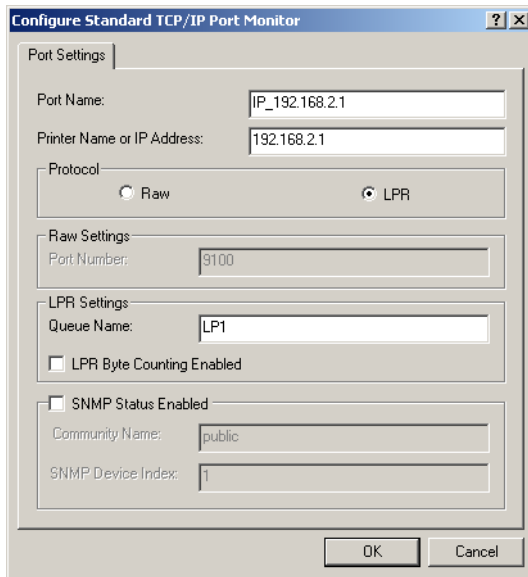 Configure Standard TCP/IP Port Monitor
Port Settings
Port Name: IP_192.168.2.1
Printer Name or IP Address: 192.168.2.1
Protocol
Raw LPR
Raw Settings
Port Number: 9100
LPR Settings
Queue Name: LP1
LPR Byte Counting Enabled
SNMP Status Enabled
Community Name: public
SNMP Device Index: 1
OK Cancel